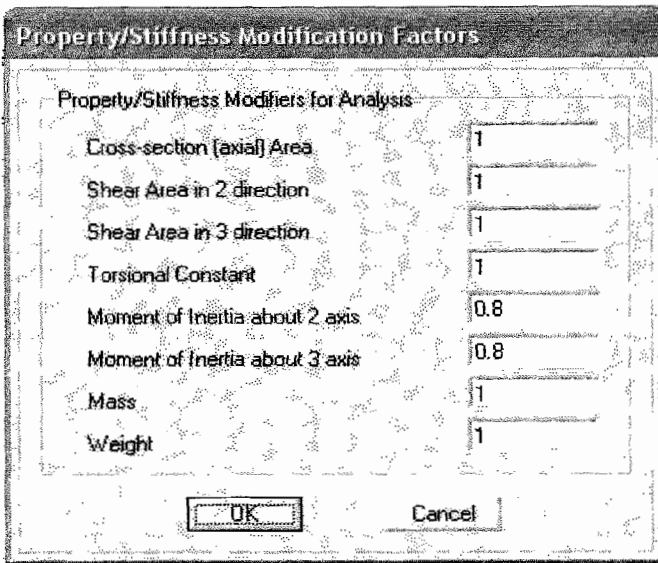 Property/Stiffness Modification Factors
Property/Stiffness Modifiers for Analysis
Cross-section (axial) Area 1
Shear Area in 2 direction 1
Shear Area in 3 direction 1
Torsional Constant 1
Moment of Inertia about 2 axis 0.8
Moment of Inertia about 3 axis 0.8
Mass 1
Weight 1
OK Cancel